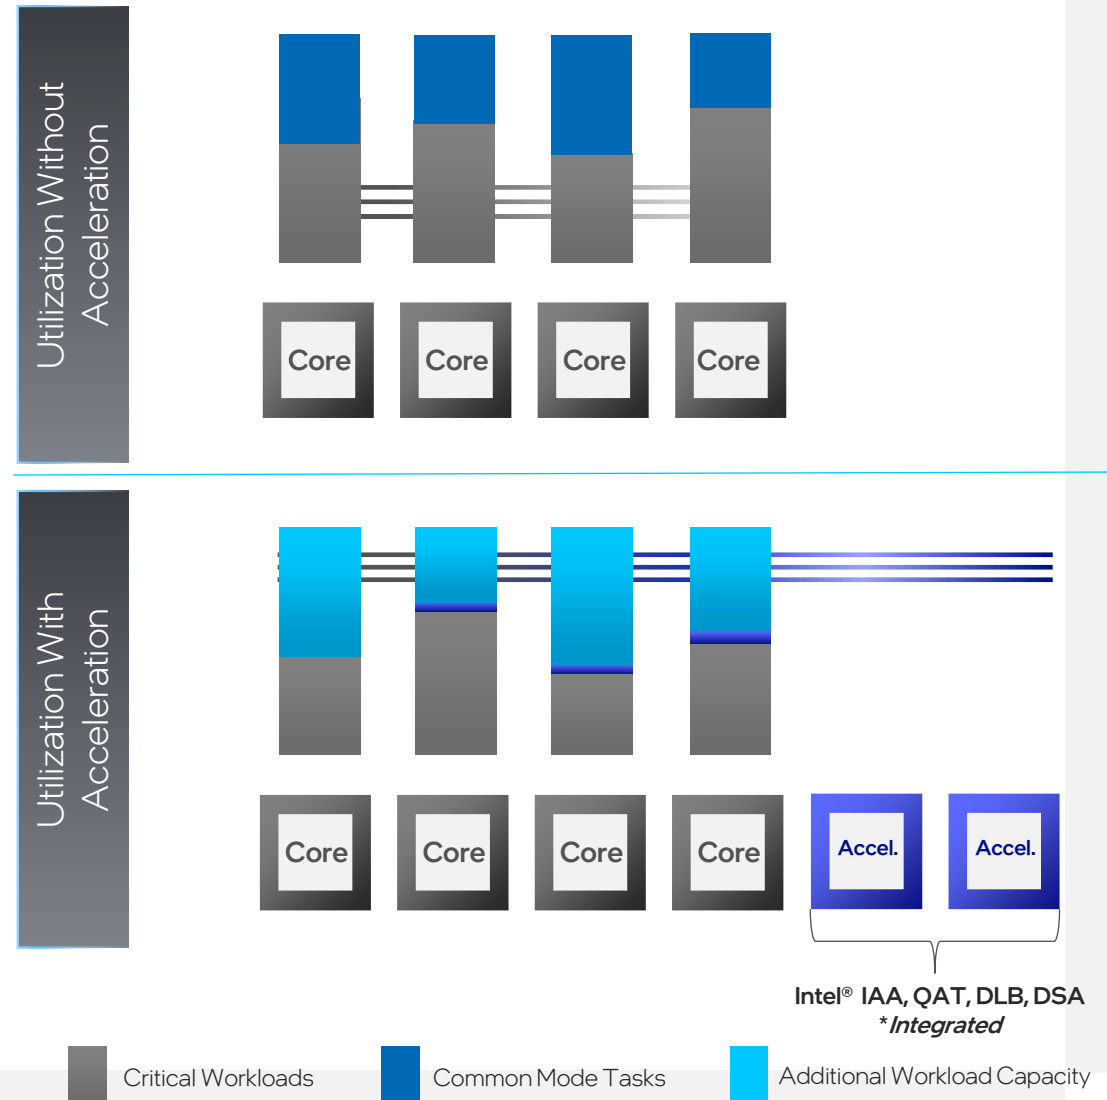 Utilization Without
Acceleration
Core Core Core Core
Utilization With
Acceleration
Core Core Core Core Accel. Accel.
Intel® IAA, QAT, DLB, DSA
*Integrated
Critical Workloads Common Mode Tasks Additional Workload Capacity